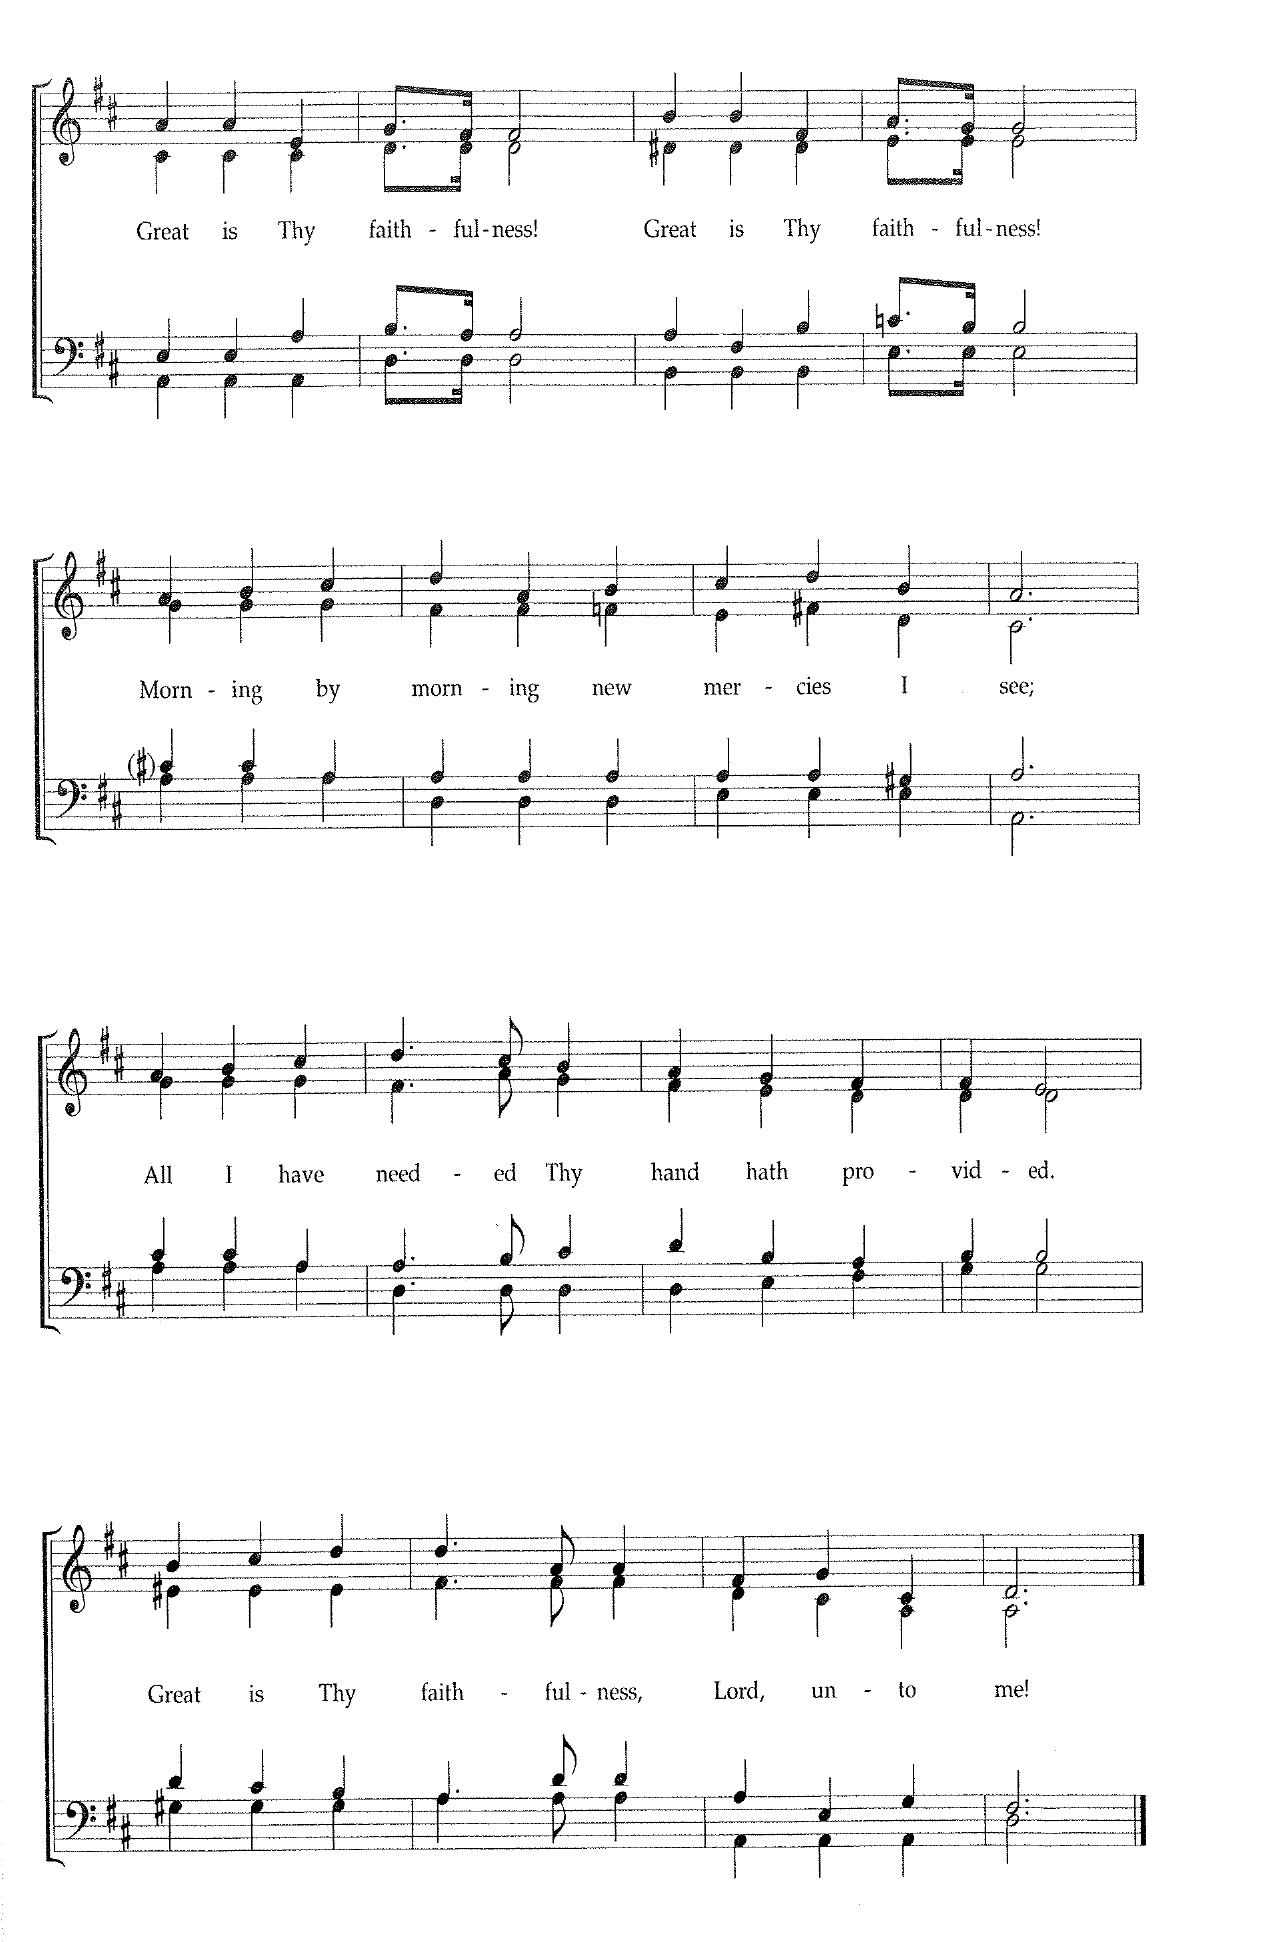 Great is Thy faith - ful - ness! Great is Thy faith - ful - ness!
Morn - ing by morn - ing new mer - cies I see;
All I have need - ed Thy hand hath pro - vid - ed.
Great is Thy faith - ful - ness, Lord, un - to me!